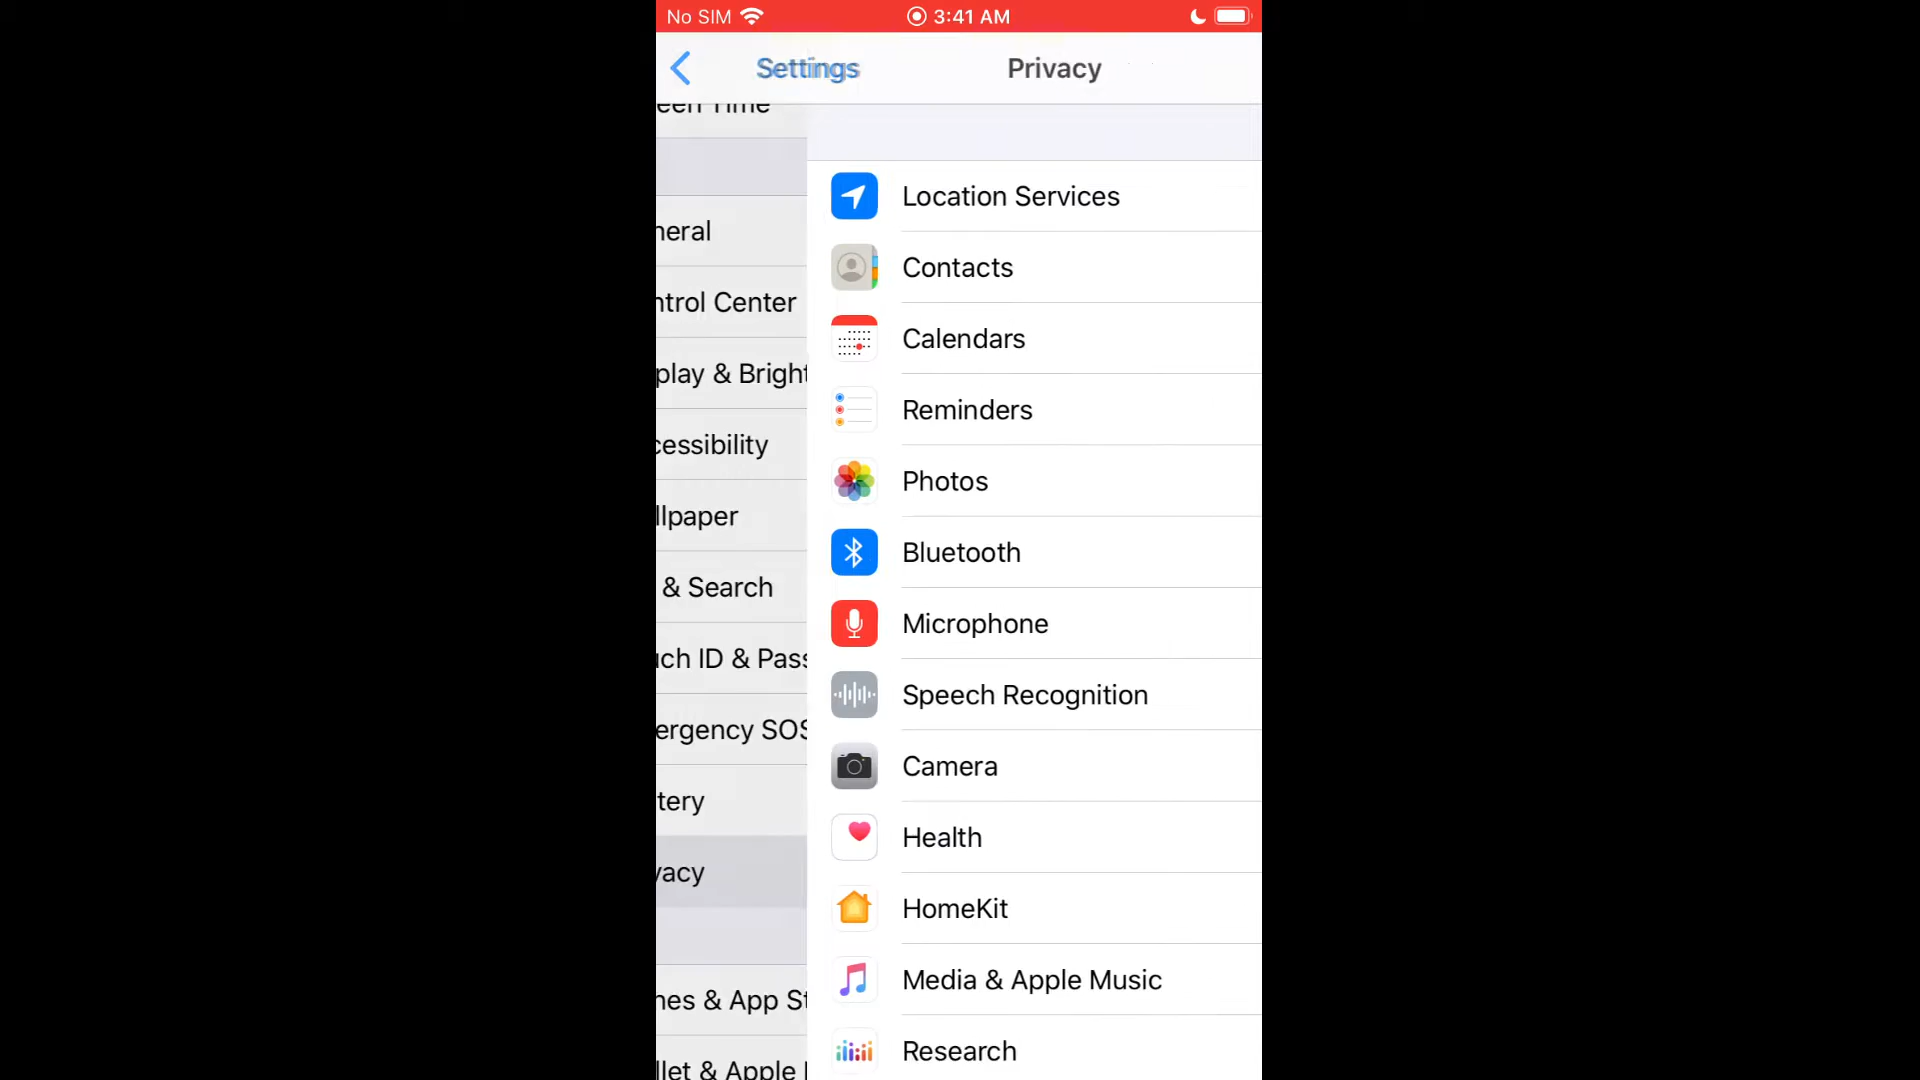 No SIM 3:41 AM
Settings Privacy
een Time
neral
ntrol Center
play & Bright
cessibility
llpaper
& Search
uch ID & Pass
ergency SOS
tery
vacy
nes & App St
llet & Apple
Location Services
Contacts
Calendars
Reminders
Photos
Bluetooth
Microphone
Speech Recognition
Camera
Health
HomeKit
Media & Apple Music
Research